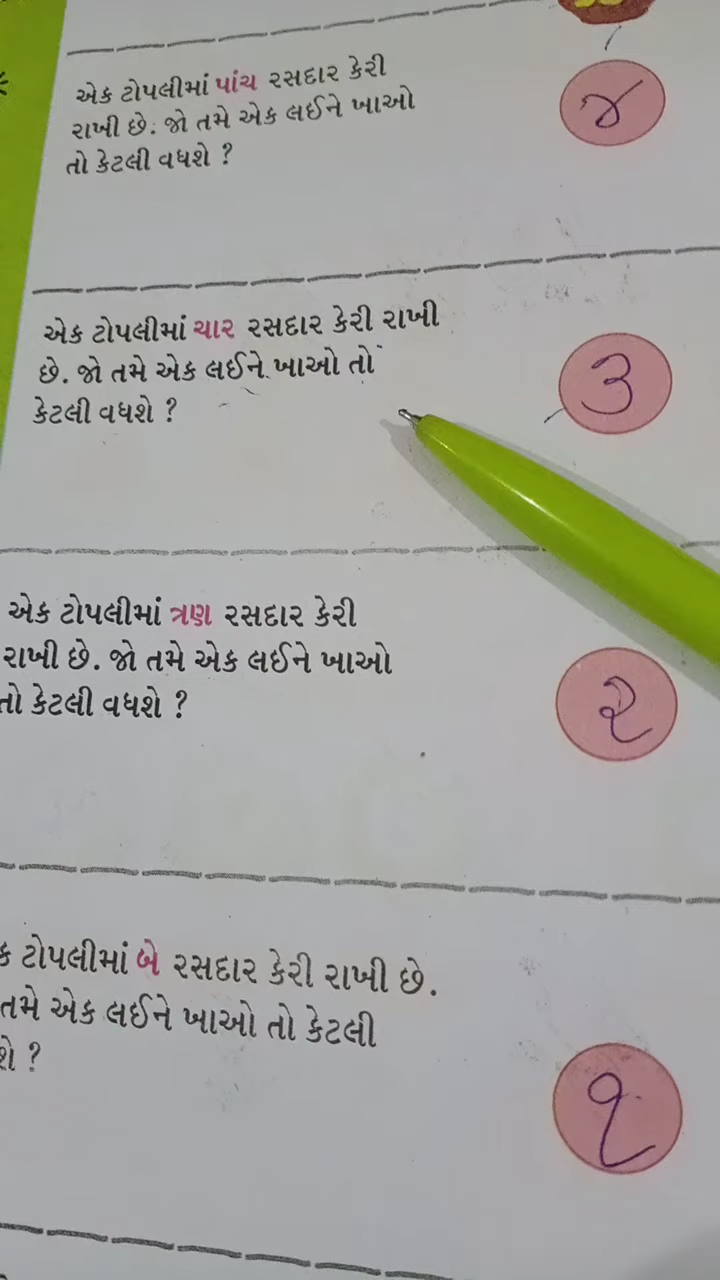 એક ટોપલીમાં પાંચ રસદાર કેરી
રાખી છે. જો તમે એક લઈને ખાઓ
તો કેટલી વધશે ?
૪
એક ટોપલીમાં ચાર રસદાર કેરી રાખી
છે. જો તમે એક લઈને ખાઓ તો
કેટલી વધશે ?
૩
એક ટોપલીમાં ત્રણ રસદાર કેરી
રાખી છે. જો તમે એક લઈને ખાઓ
તો કેટલી વધશે ?
૨
ક ટોપલીમાં બે રસદાર કેરી રાખી છે.
તમે એક લઈને ખાઓ તો કેટલી
શે ?
૧